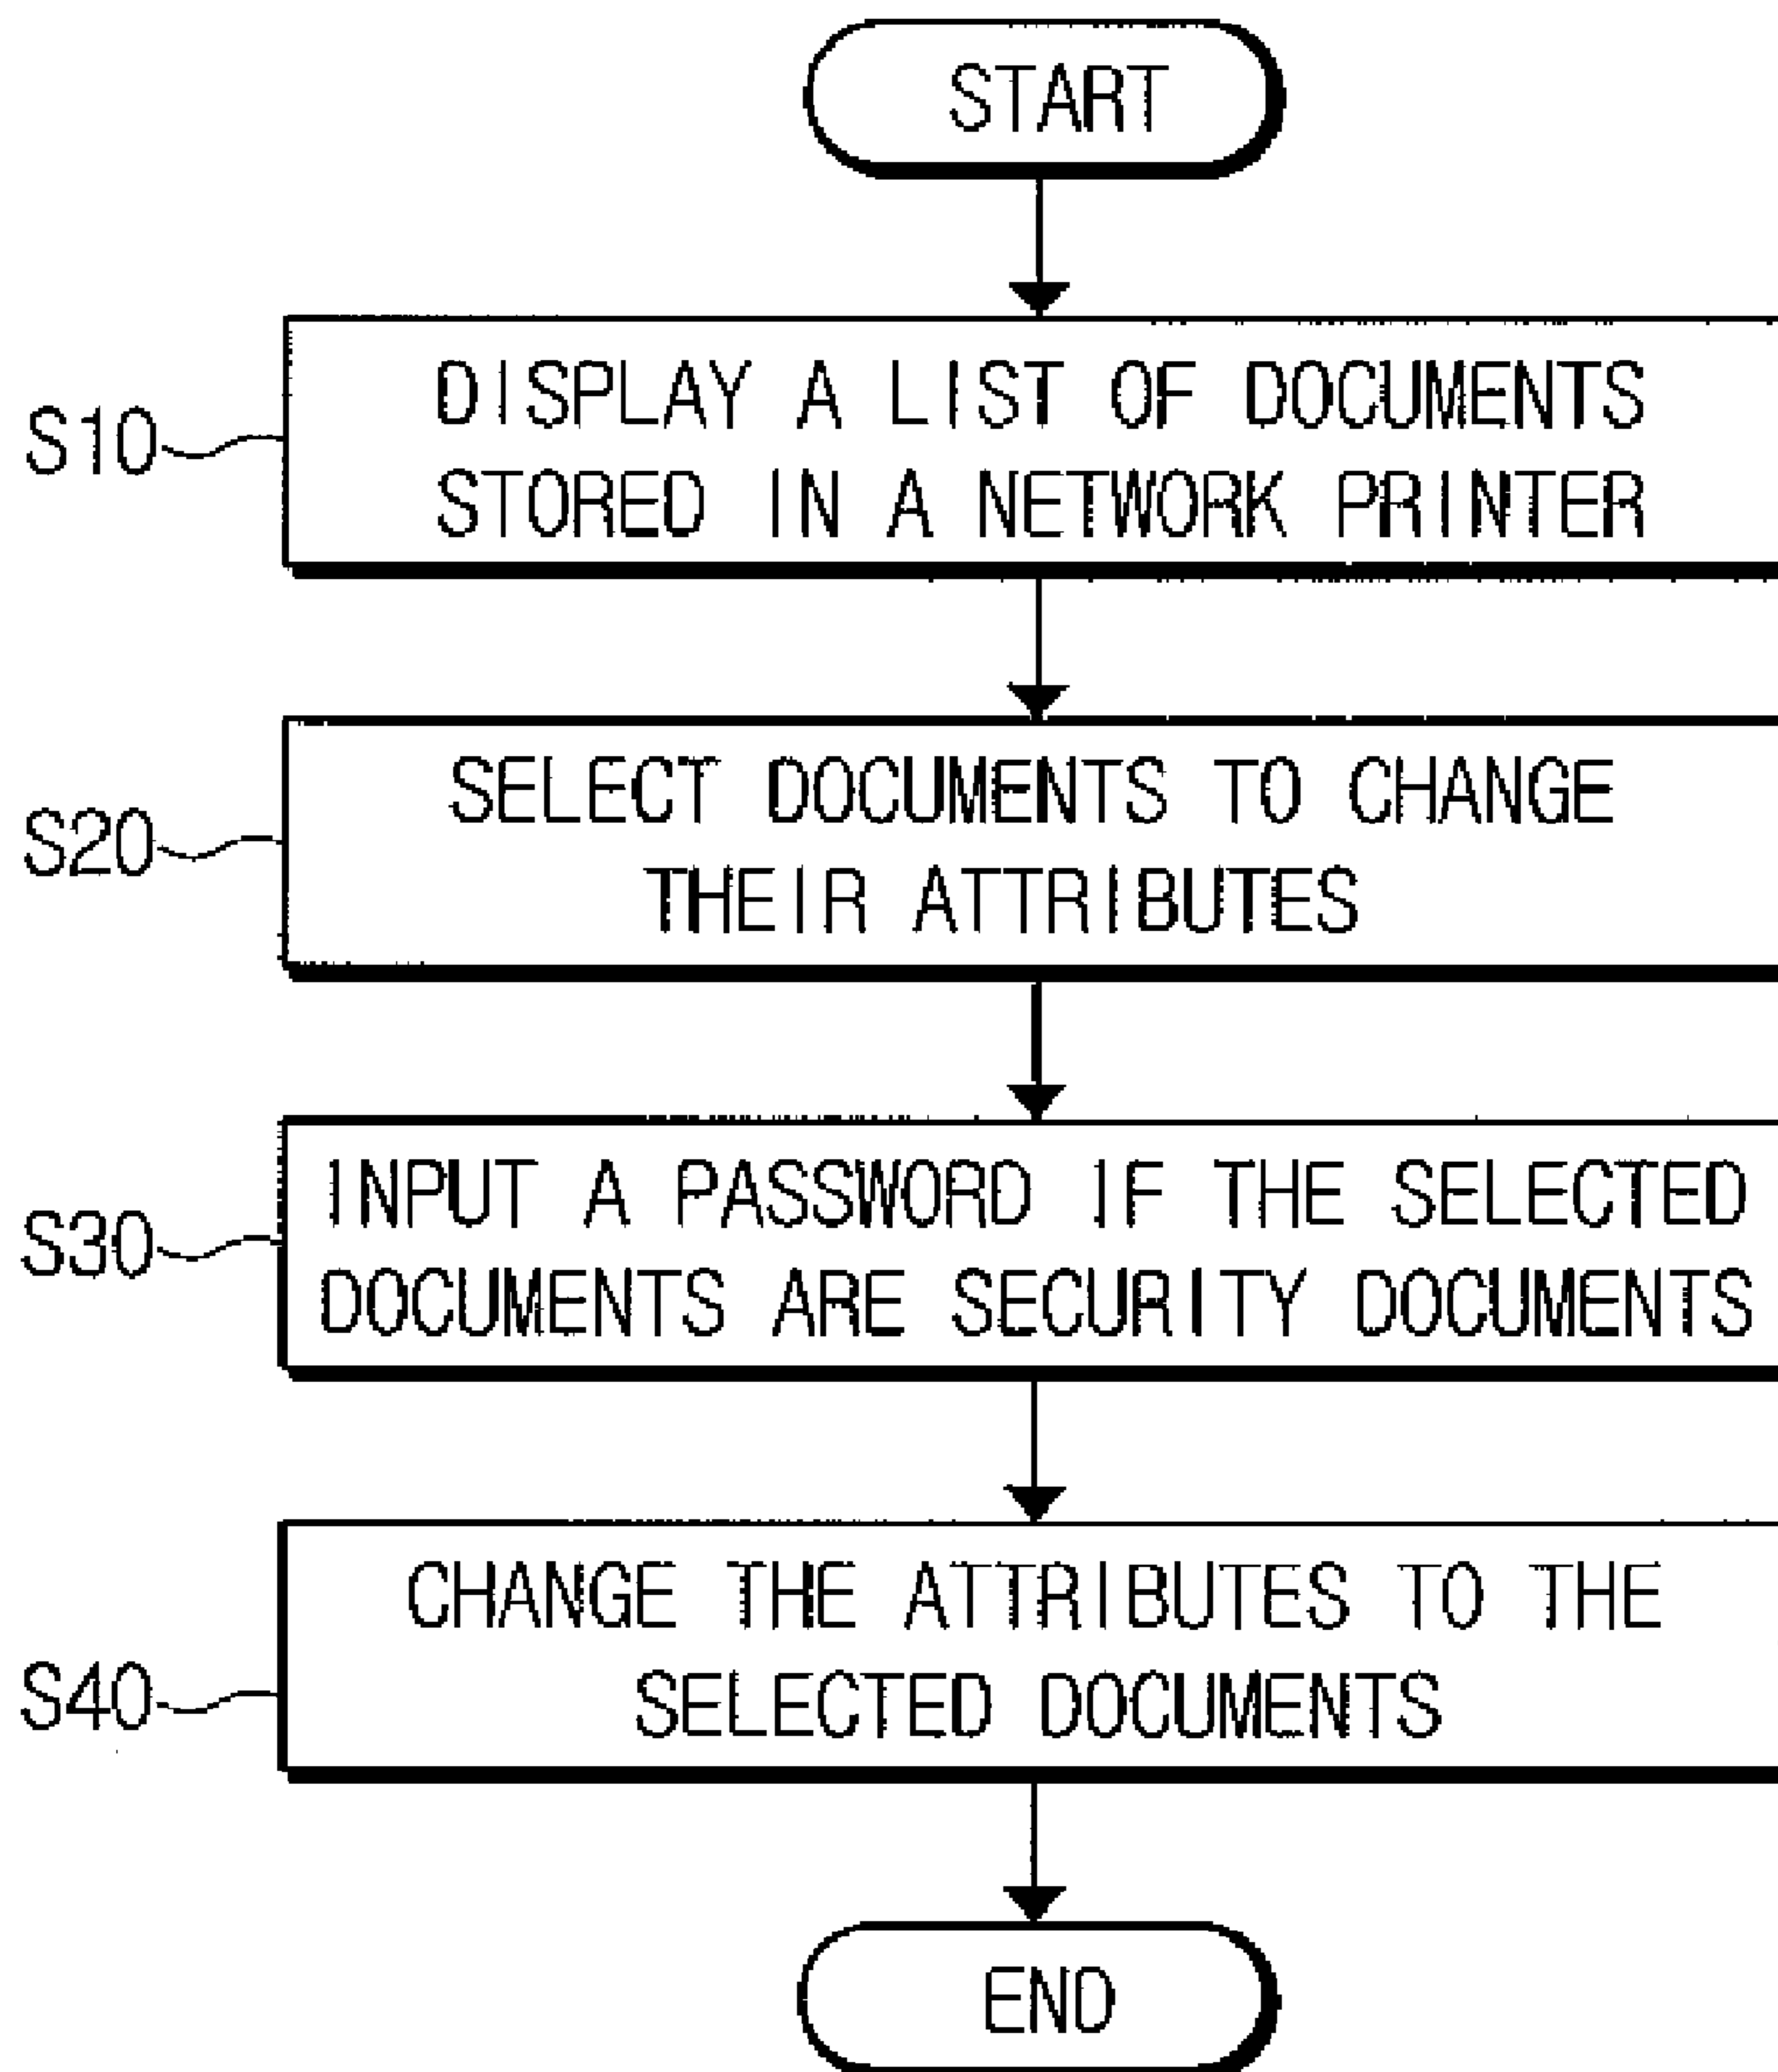 START
S10
DISPLAY A LIST OF DOCUMENTS
STORED IN A NETWORK PRINTER
S20
SELECT DOCUMENTS TO CHANGE
THEIR ATTRIBUTES
S30
INPUT A PASSWORD IF THE SELECTED
DOCUMENTS ARE SECURITY DOCUMENTS
S40
CHANGE THE ATTRIBUTES TO THE
SELECTED DOCUMENTS
END